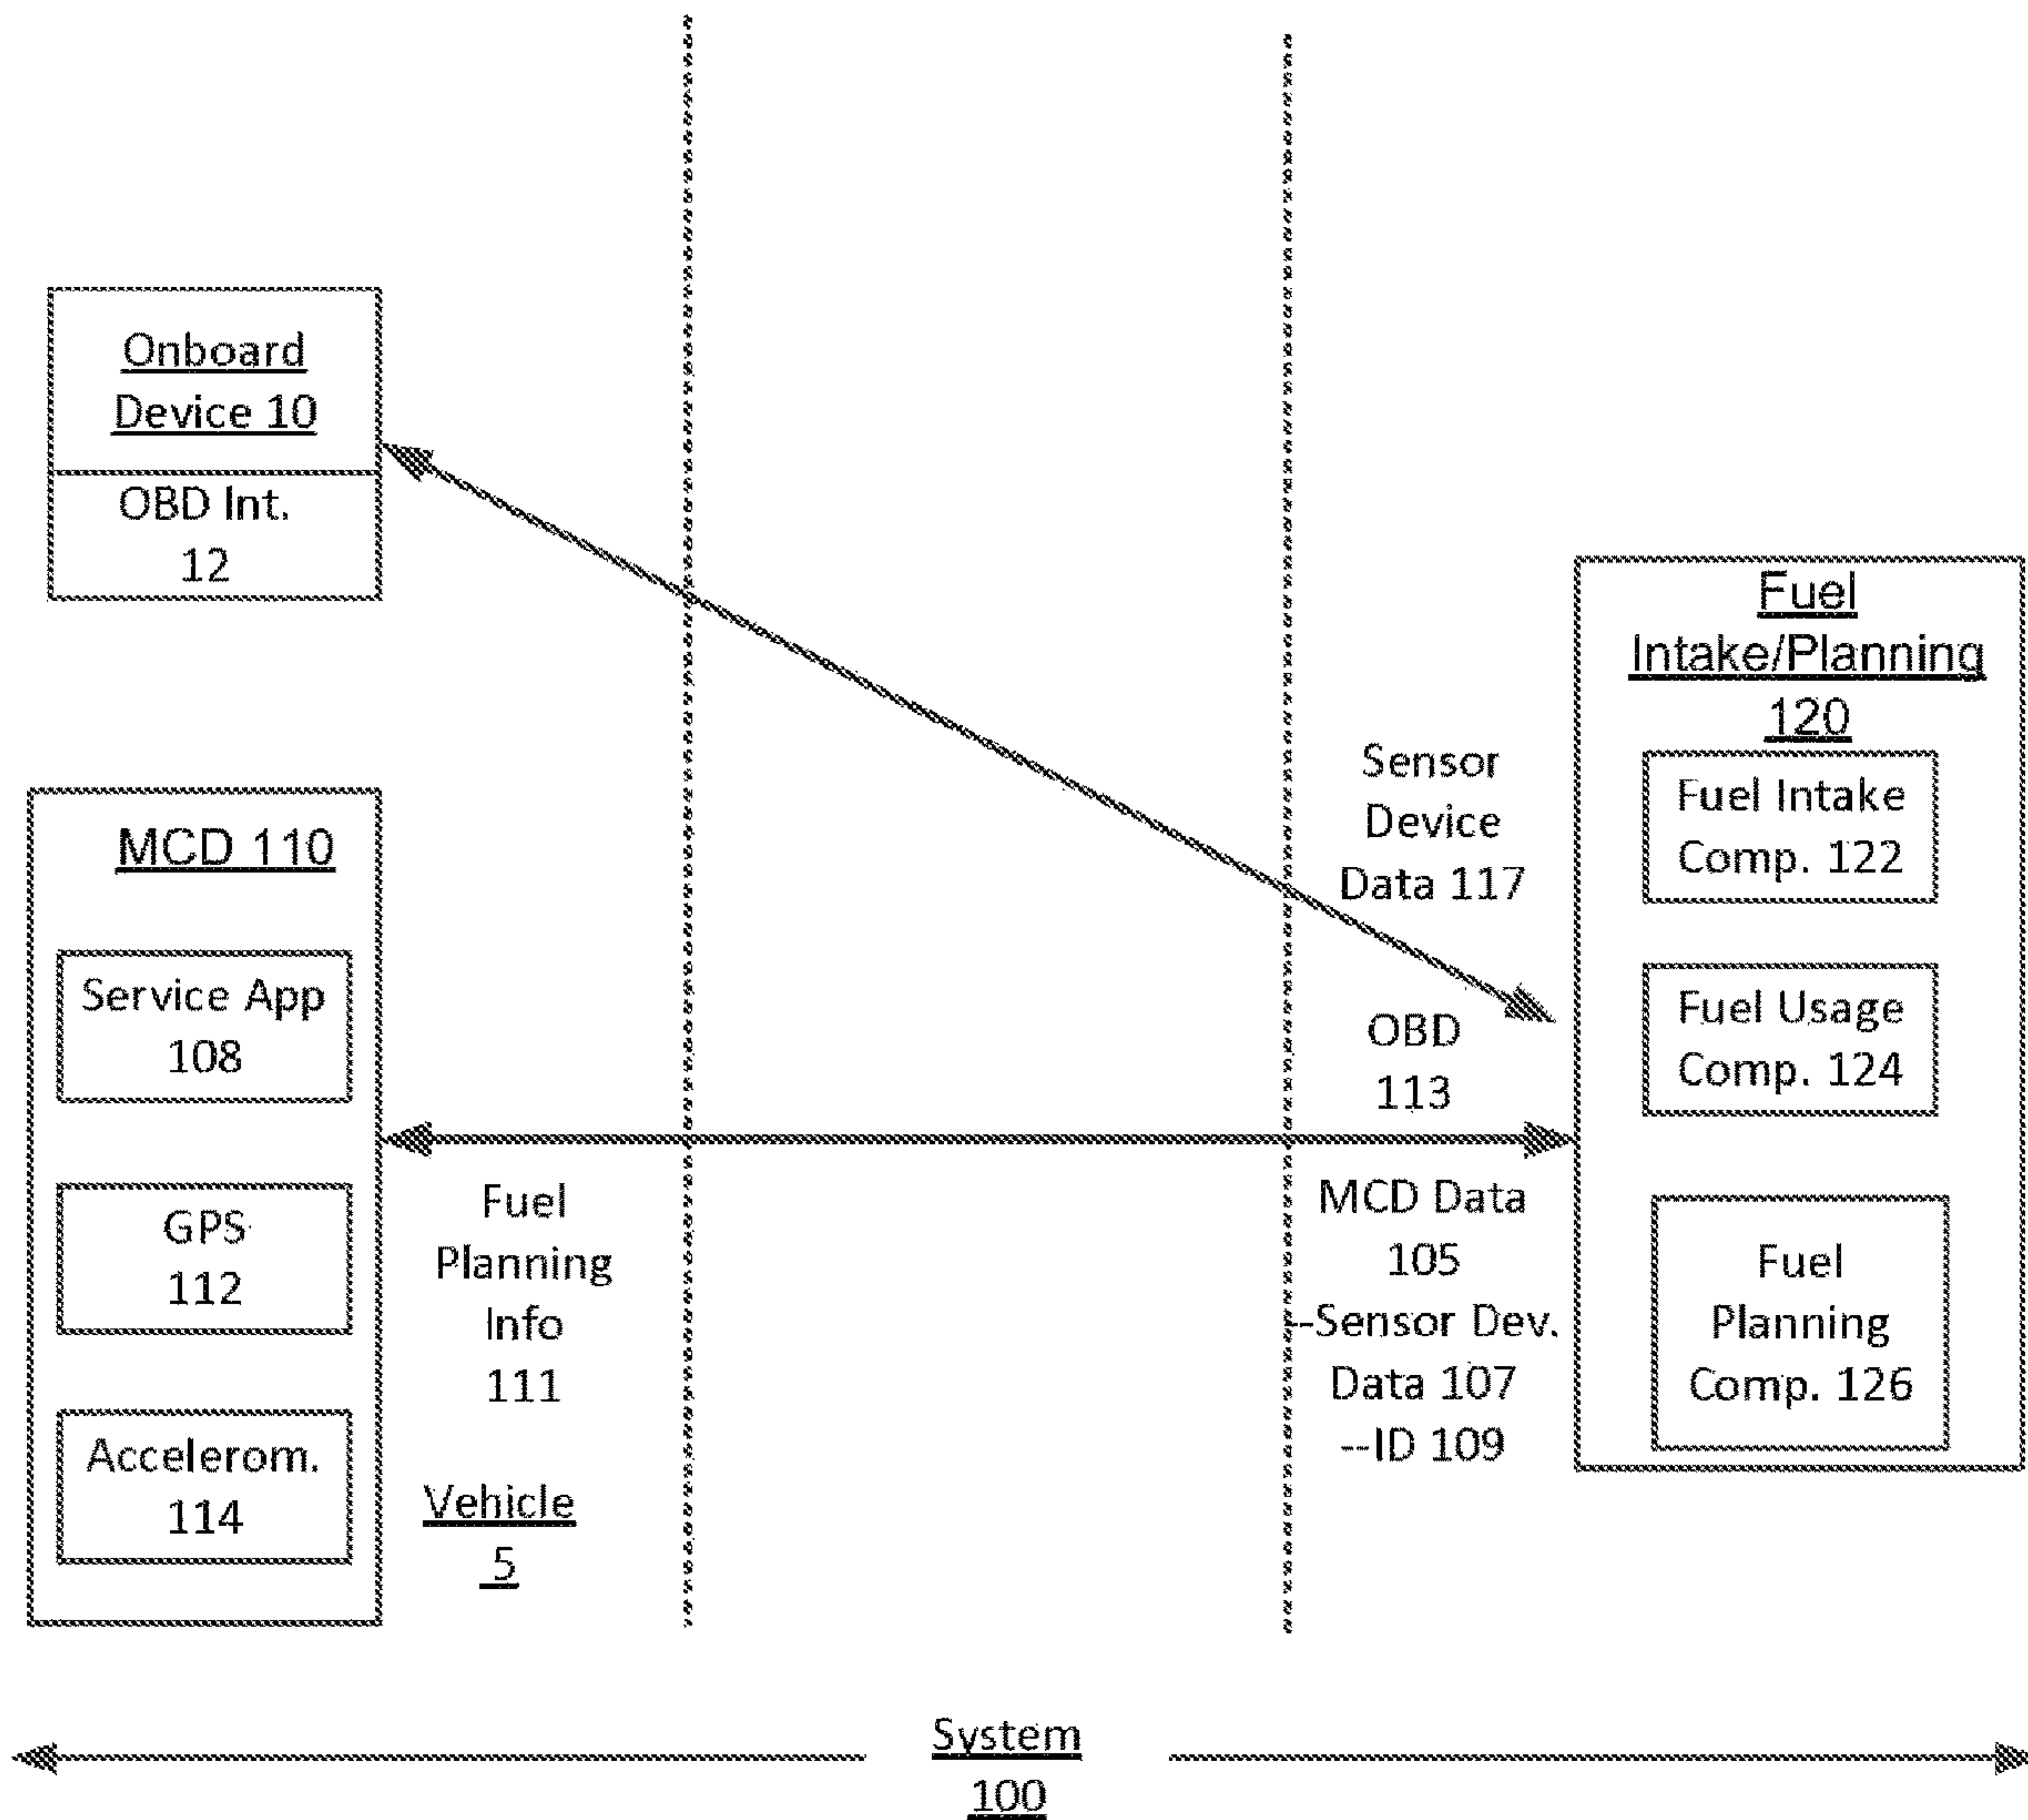 Onboard
Device 10
OBD Int.
12
MCD 110
Service App
108
GPS
112
Accelerom.
114
Fuel
Planning
Info
111
Vehicle
5
Sensor
Device
Data 117
OBD
113
MCD Data
105
--Sensor Dev.
Data 107
--ID 109
Fuel
Intake/Planning
120
Fuel Intake
Comp. 122
Fuel Usage
Comp. 124
Fuel
Planning
Comp. 126
System
100